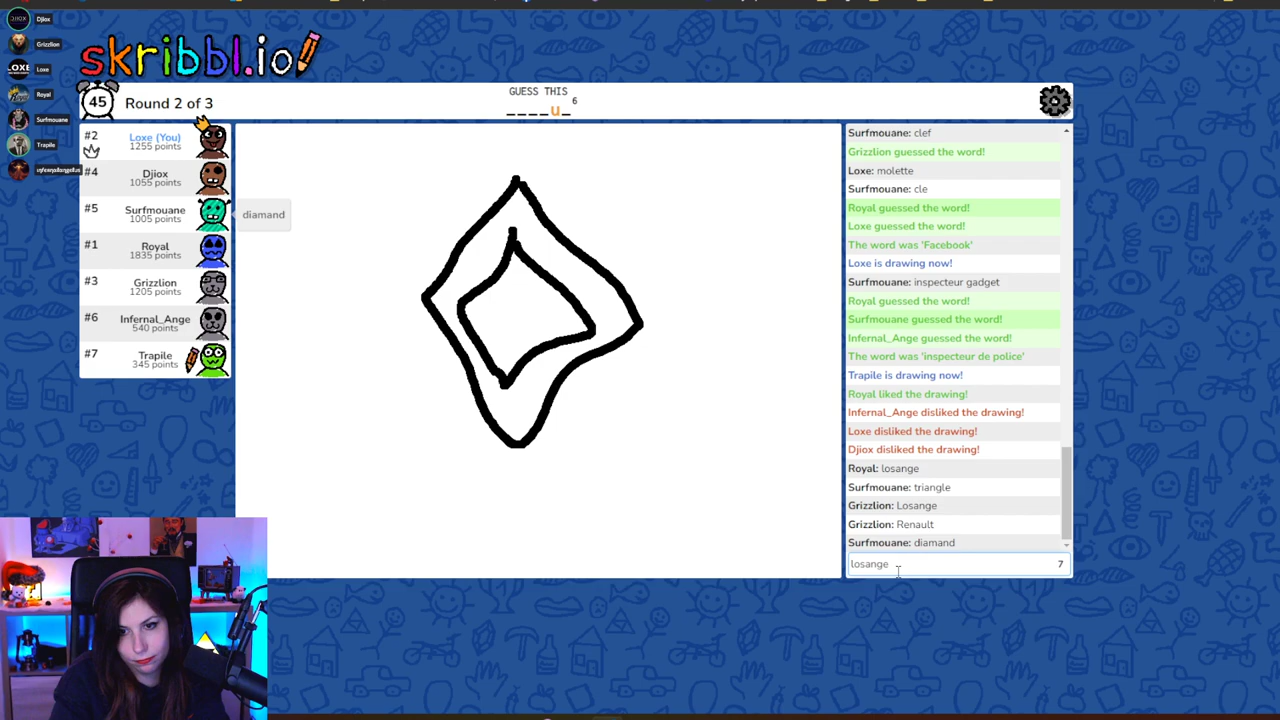 Djiox
Grizzlion
Loxe
Royal
Surfmouane
Trapile
LOXE
skribbl.io
45
Round 2 of 3
GUESS THIS
____u_ 6
#2
Loxe (You)
1255 points
#4
Djiox
1055 points
#5
Surfmouane
1005 points
diamand
#1
Royal
1835 points
#3
Grizzlion
1205 points
#6
Infernal_Ange
540 points
#7
Trapile
345 points
Surfmouane: clef
Grizzlion guessed the word!
Loxe: molette
Surfmouane: cle
Royal guessed the word!
Loxe guessed the word!
The word was 'Facebook'
Loxe is drawing now!
Surfmouane: inspecteur gadget
Royal guessed the word!
Surfmouane guessed the word!
Infernal_Ange guessed the word!
The word was 'inspecteur de police'
Trapile is drawing now!
Royal liked the drawing!
Infernal_Ange disliked the drawing!
Loxe disliked the drawing!
Djiox disliked the drawing!
Royal: losange
Surfmouane: triangle
Grizzlion: Losange
Grizzlion: Renault
Surfmouane: diamand
losange 7